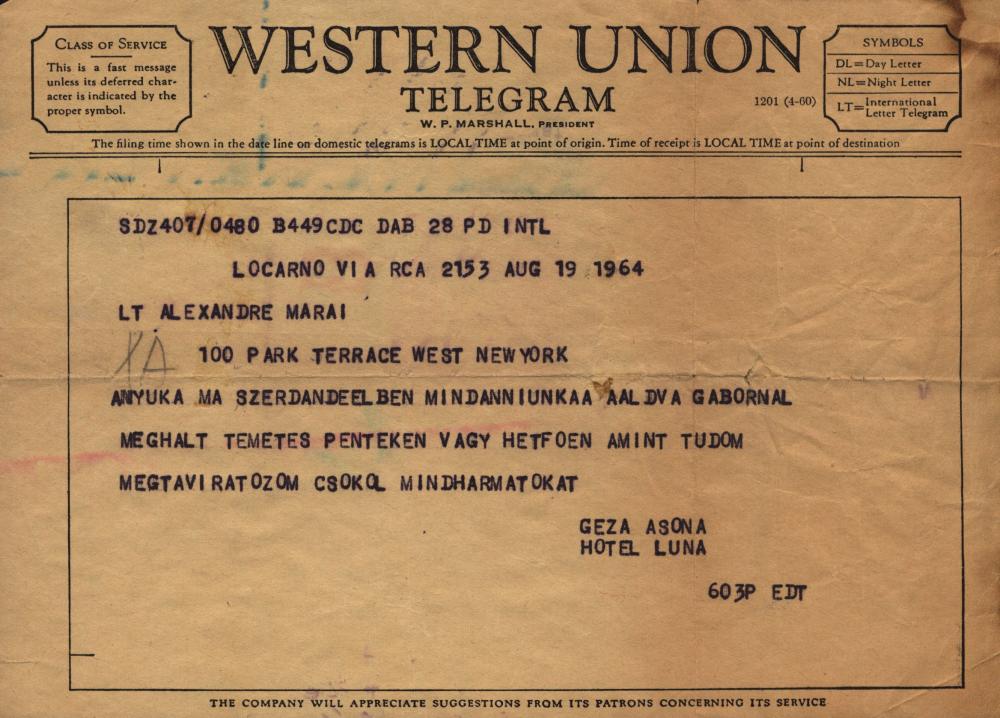 CLASS OF SERVICE
This is a fast message
unless its deferred char-
acter is indicated by the
proper symbol.
WESTERN UNION
TELEGRAM
W. P. MARSHALL, PRESIDENT
1201 (4-60)
SYMBOLS
DL=Day Letter
NL=Night Letter
LT=International Letter Telegram
The filing time shown in the date line on domestic telegrams is LOCAL TIME at point of origin. Time of receipt is LOCAL TIME at point of destination
SDZ407/0480 B449CDC DAB 28 PD INTL
LOCARNO VIA RCA 2153 AUG 19 1964
LT ALEXANDRE MARAI
100 PARK TERRACE WEST NEWYORK
ANYUKA MA SZERDANDEELBEN MINDANNIUNKAA AALDVA GABORNAL
MEGHALT TEMETES PENTEKEN VAGY HETFOEN AMINT TUDOM
MEGTAVIRATOZOM CSOKOL MINDHARMATOKAT
GEZA ASONA
HOTEL LUNA
603P EDT
THE COMPANY WILL APPRECIATE SUGGESTIONS FROM ITS PATRONS CONCERNING ITS SERVICE